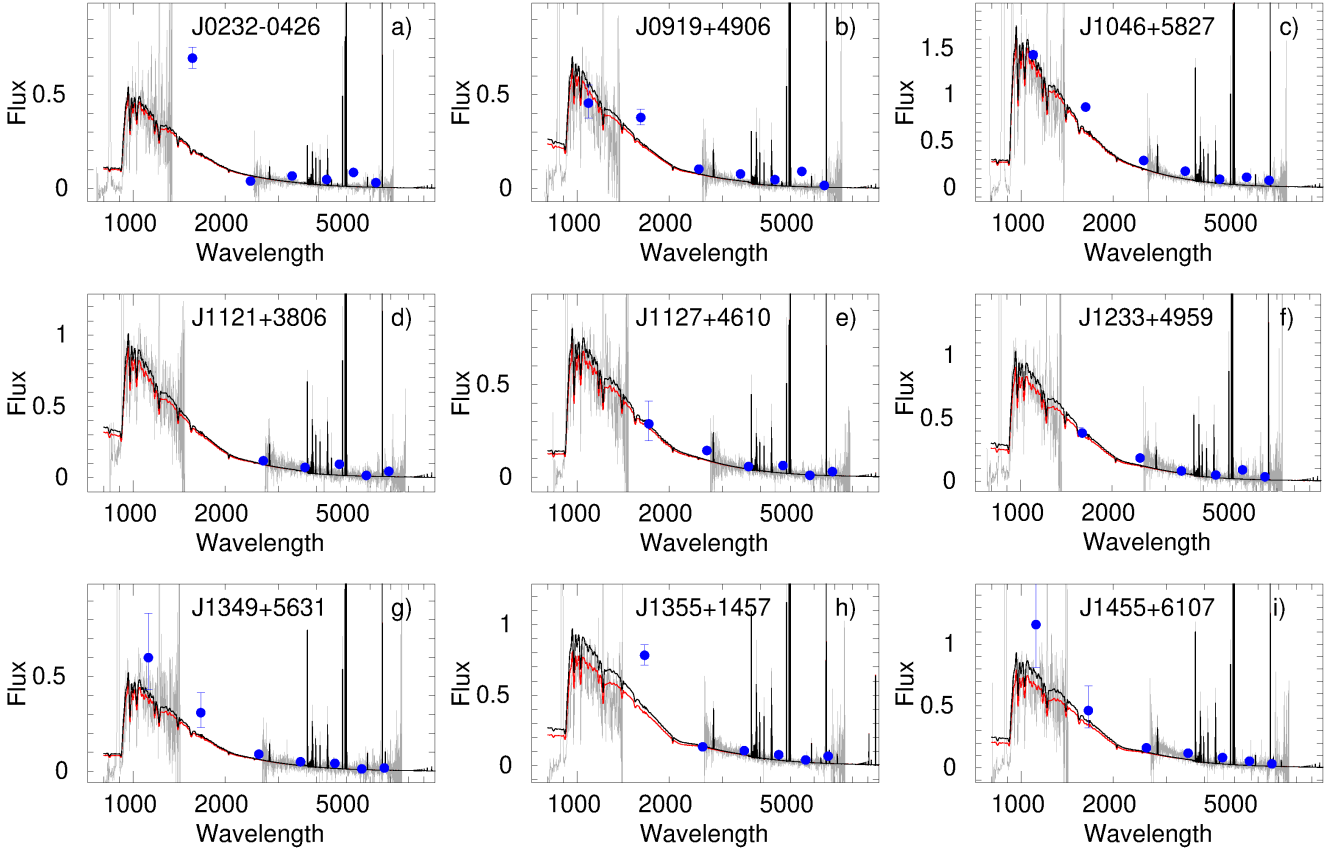 J0232-0426 a)
0.5
0
Flux
1000 2000 5000
Wavelength
J0919+4906 b)
0.5
0
Flux
1000 2000 5000
Wavelength
J1046+5827 c)
1.5
1
0.5
0
Flux
1000 2000 5000
Wavelength
J1121+3806 d)
1
0.5
0
Flux
1000 2000 5000
Wavelength
J1127+4610 e)
0.5
0
Flux
1000 2000 5000
Wavelength
J1233+4959 f)
1
0.5
0
Flux
1000 2000 5000
Wavelength
J1349+5631 g)
0.5
0
Flux
1000 2000 5000
Wavelength
J1355+1457 h)
1
0.5
0
Flux
1000 2000 5000
Wavelength
J1455+6107 i)
1
0.5
0
Flux
1000 2000 5000
Wavelength